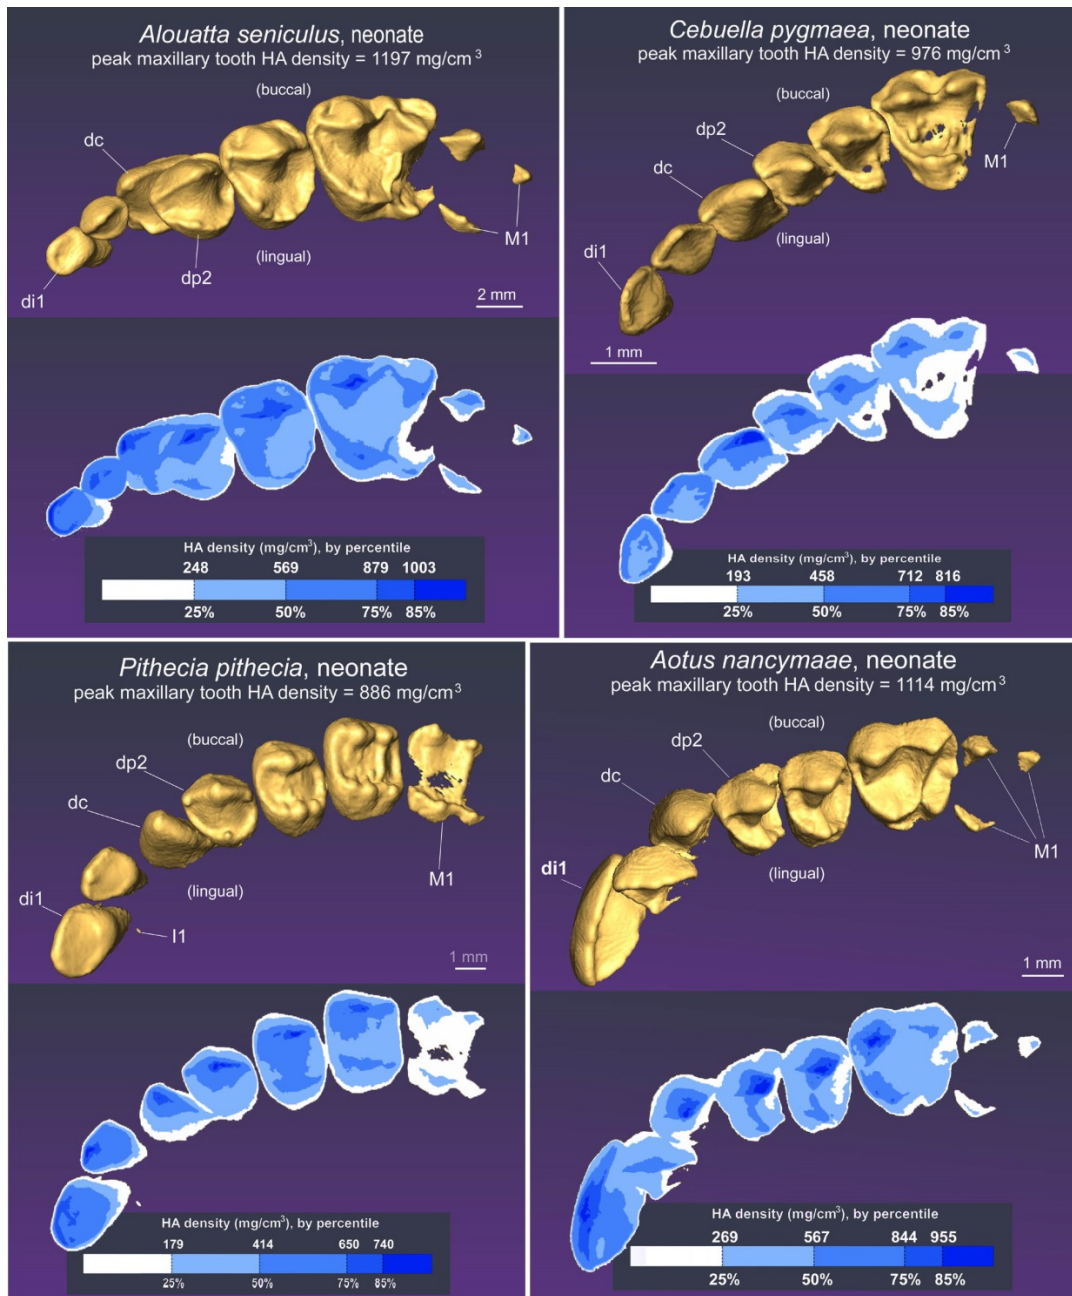 Alouatta seniculus, neonate
peak maxillary tooth HA density = 1197 mg/cm³
(buccal)
dc
M1
(lingual)
dp2
di1
2 mm
HA density (mg/cm³), by percentile
248 569 879 1003
25% 50% 75% 85%
Cebuella pygmaea, neonate
peak maxillary tooth HA density = 976 mg/cm³
(buccal)
dp2
M1
dc
(lingual)
di1
1 mm
HA density (mg/cm³), by percentile
193 458 712 816
25% 50% 75% 85%
Pithecia pithecia, neonate
peak maxillary tooth HA density = 886 mg/cm³
(buccal)
dp2
dc
M1
(lingual)
di1
I1
1 mm
HA density (mg/cm³), by percentile
179 414 650 740
25% 50% 75% 85%
Aotus nancymaae, neonate
peak maxillary tooth HA density = 1114 mg/cm³
(buccal)
dp2
dc
M1
di1
(lingual)
1 mm
HA density (mg/cm³), by percentile
269 567 844 955
25% 50% 75% 85%